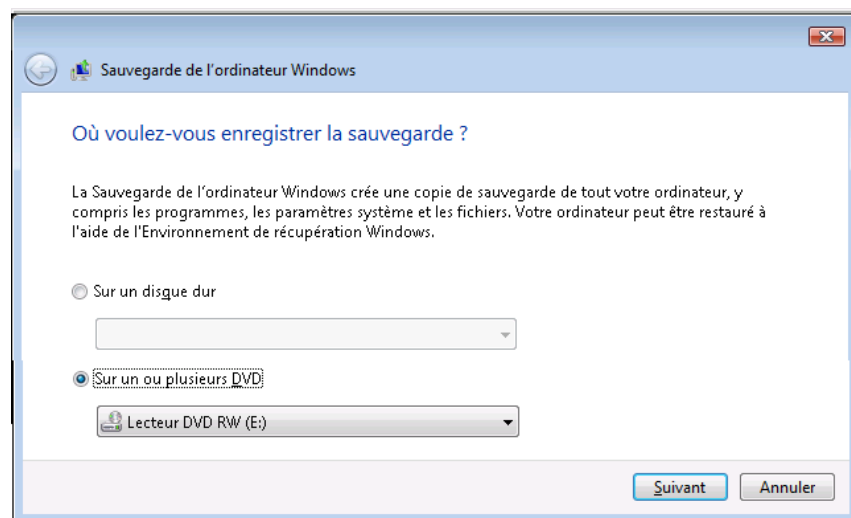 Sauvegarde de l'ordinateur Windows
Où voulez-vous enregistrer la sauvegarde ?
La Sauvegarde de l'ordinateur Windows crée une copie de sauvegarde de tout votre ordinateur, y
compris les programmes, les paramètres système et les fichiers. Votre ordinateur peut être restauré à
l'aide de l'Environnement de récupération Windows.
Sur un disque dur
Sur un ou plusieurs DVD
Lecteur DVD RW (E:)
Suivant Annuler